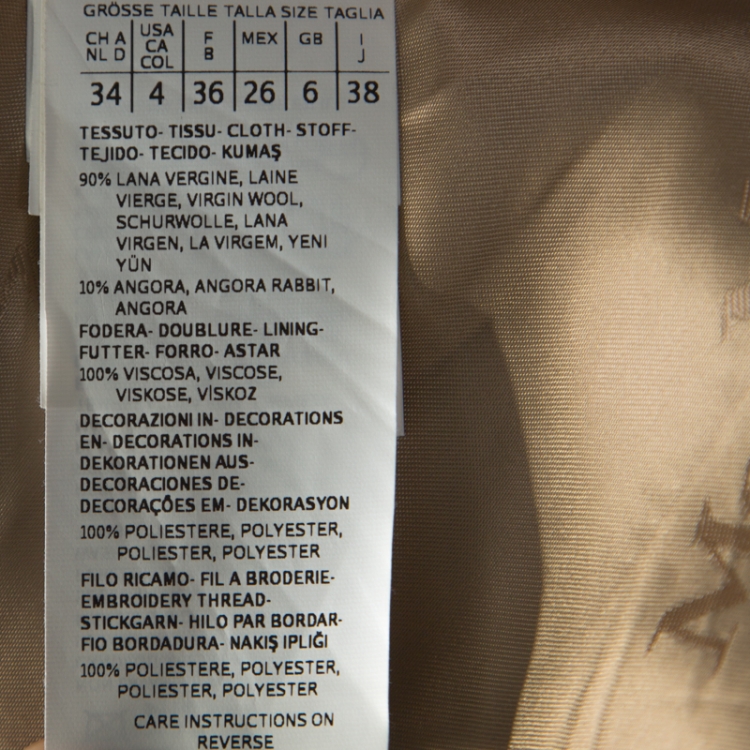 GRÖSSE TAILLE TALLA SIZE TAGLIA
CH A NL D | USA CA COL | F B | MEX | GB | I J
34 | 4 | 36 | 26 | 6 | 38
TESSUTO- TISSU- CLOTH- STOFF-
TEJIDO- TECIDO- KUMAŞ
90% LANA VERGINE, LAINE
VIERGE, VIRGIN WOOL,
SCHURWOLLE, LANA
VIRGEN, LA VIRGEM, YENI
YÜN
10% ANGORA, ANGORA RABBIT,
ANGORA
FODERA- DOUBLURE- LINING-
FUTTER- FORRO- ASTAR
100% VISCOSA, VISCOSE,
VISKOSE, VİSKOZ
DECORAZIONI IN- DECORATIONS
EN- DECORATIONS IN-
DEKORATIONEN AUS-
DECORACIONES DE-
DECORAÇÕES EM- DEKORASYON
100% POLIESTERE, POLYESTER,
POLIESTER, POLYESTER
FILO RICAMO- FIL A BRODERIE-
EMBROIDERY THREAD-
STICKGARN- HILO PAR BORDAR-
FIO BORDADURA- NAKIŞ IPLIĞI
100% POLIESTERE, POLYESTER,
POLIESTER, POLYESTER
CARE INSTRUCTIONS ON
REVERSE